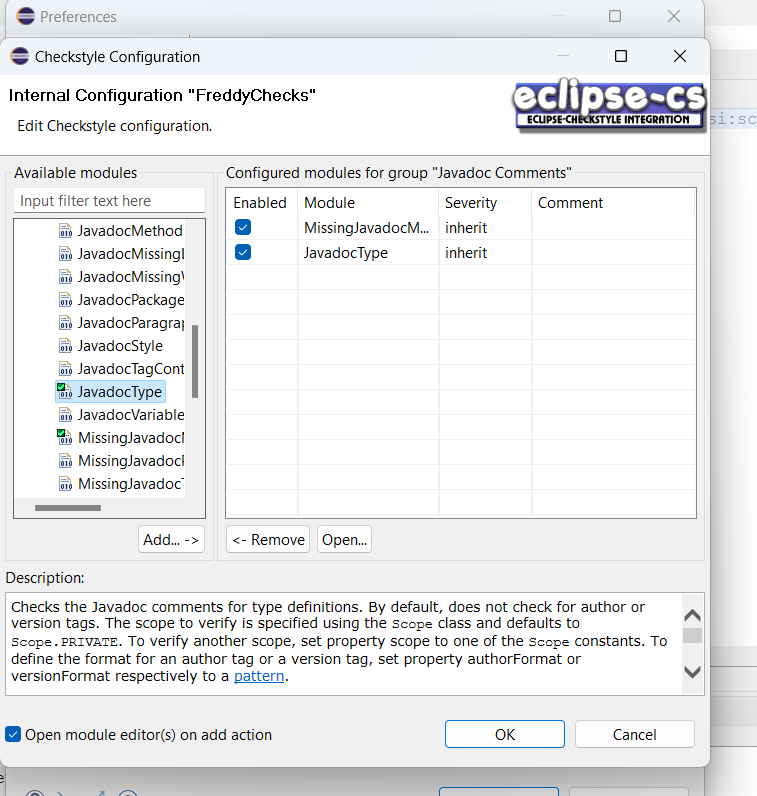 Preferences
Checkstyle Configuration
Internal Configuration "FreddyChecks"
Edit Checkstyle configuration.
eclipse-cs
ECLIPSE-CHECKSTYLE INTEGRATION
si:sc
Available modules
Input filter text here
JavadocMethod
JavadocMissingL
JavadocMissingW
JavadocPackage
JavadocParagrap
JavadocStyle
JavadocTagCont
JavadocType
JavadocVariable
MissingJavadocM
MissingJavadocP
MissingJavadocT
Add... ->
Configured modules for group "Javadoc Comments"
Enabled Module Severity Comment
MissingJavadocM... inherit
JavadocType inherit
<- Remove Open...
Description:
Checks the Javadoc comments for type definitions. By default, does not check for author or
version tags. The scope to verify is specified using the Scope class and defaults to
Scope.PRIVATE. To verify another scope, set property scope to one of the Scope constants. To
define the format for an author tag or a version tag, set property authorFormat or
versionFormat respectively to a pattern.
Open module editor(s) on add action
OK Cancel